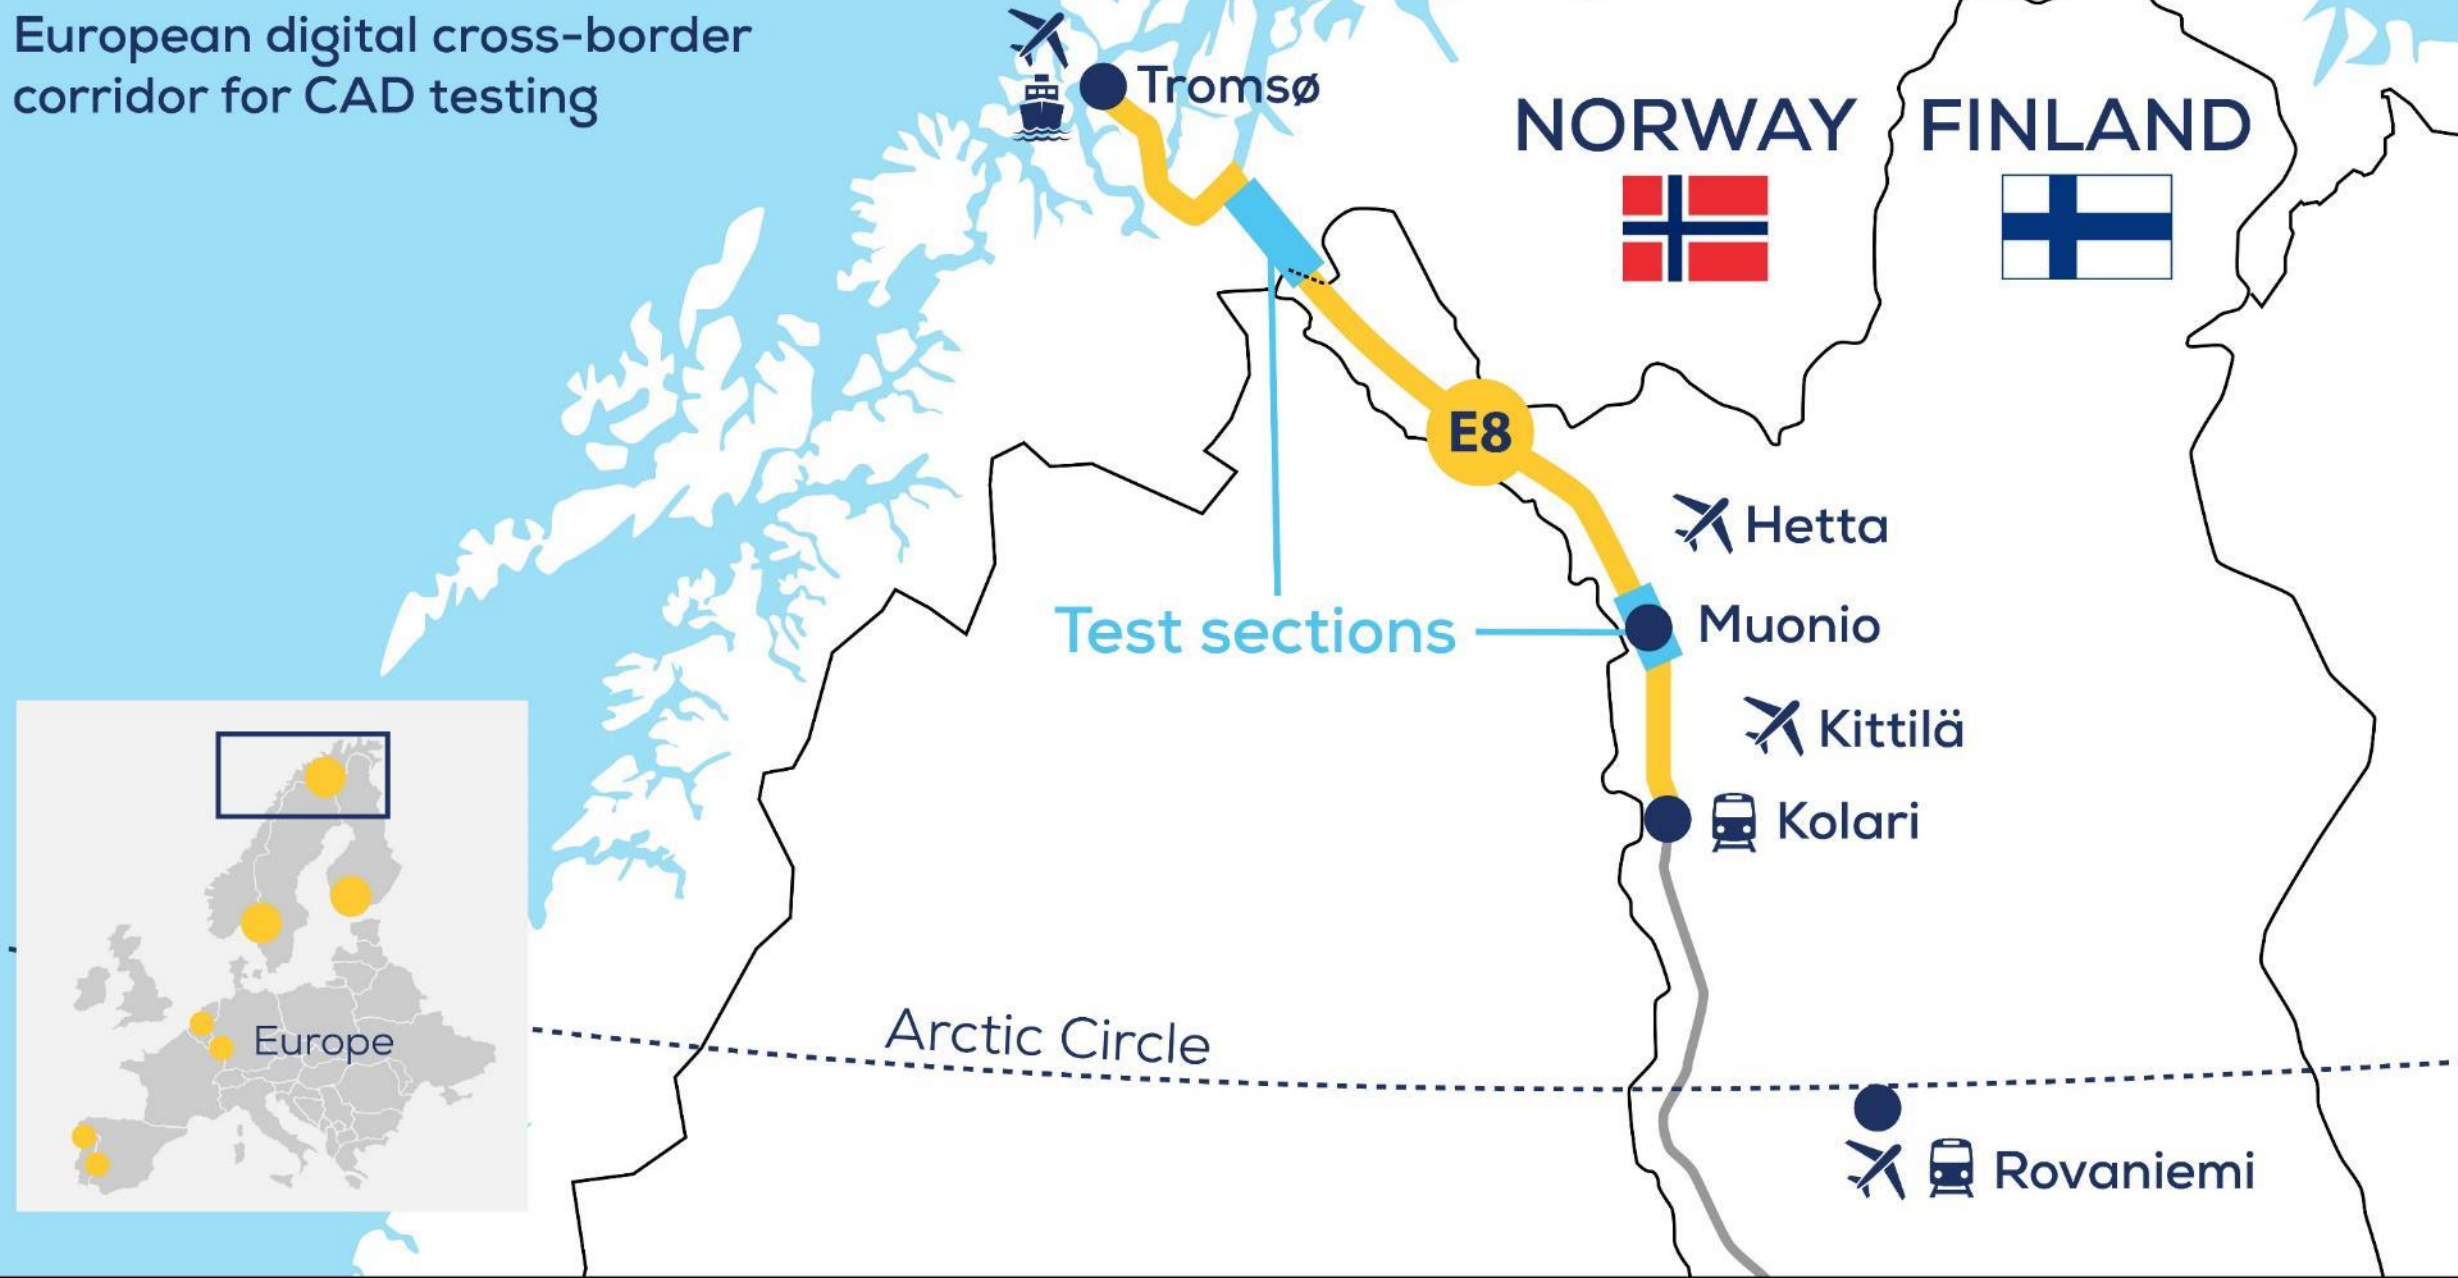 European digital cross-border
corridor for CAD testing
Tromsø
NORWAY
FINLAND
E8
Hetta
Test sections
Muonio
Kittilä
Kolari
Arctic Circle
Europe
Rovaniemi